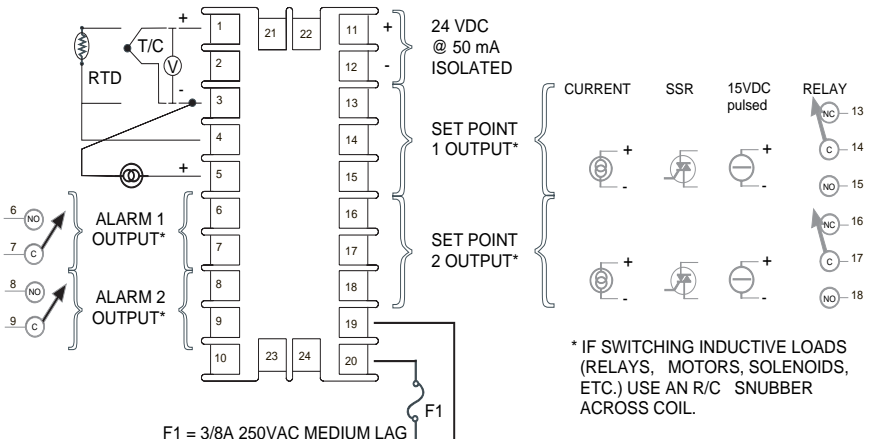 +
T/C
V
RTD
-
+
1
2
3
4
5
6
7
8
9
10
21 22
23 24
11
12
13
14
15
16
17
18
19
20
+
-
24 VDC
@ 50 mA
ISOLATED
SET POINT
1 OUTPUT*
SET POINT
2 OUTPUT*
6 NO
7 C
ALARM 1
OUTPUT*
8 NO
9 C
ALARM 2
OUTPUT*
CURRENT SSR 15VDC RELAY
pulsed
NC 13
+ + C 14
- - NO 15
NC 16
+ + C 17
- - NO 18
* IF SWITCHING INDUCTIVE LOADS
(RELAYS, MOTORS, SOLENOIDS,
ETC.) USE AN R/C SNUBBER
ACROSS COIL.
F1
F1 = 3/8A 250VAC MEDIUM LAG